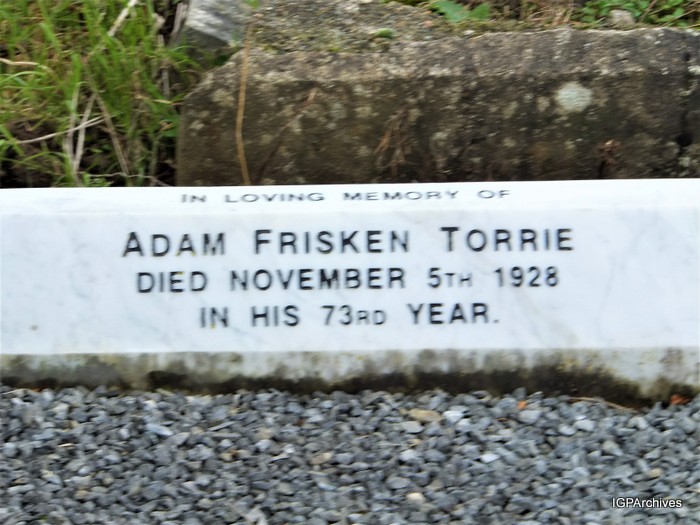 IN LOVING MEMORY OF
ADAM FRISKEN TORRIE
DIED NOVEMBER 5TH 1928
IN HIS 73RD YEAR.
IGPArchives